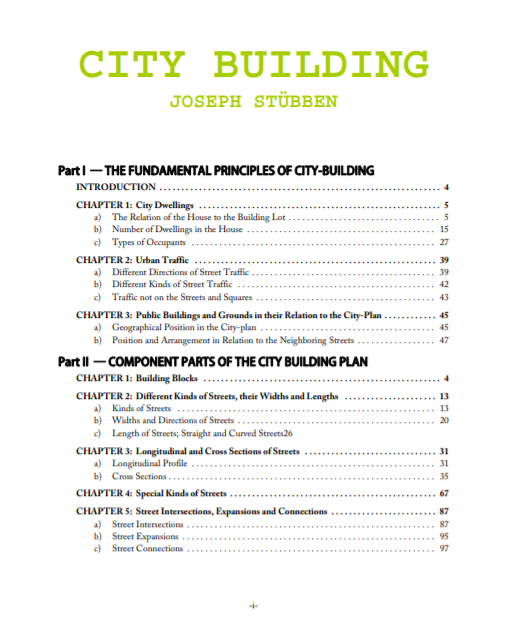 CITY BUILDING
JOSEPH STÜBBEN
Part I — THE FUNDAMENTAL PRINCIPLES OF CITY-BUILDING
INTRODUCTION . . . . . . . . . . . . . . . . . . . . . . . . . . . . . . 4
CHAPTER 1: City Dwellings . . . . . . . . . . . . . . . . . . . . . . . . . 5
a) The Relation of the House to the Building Lot . . . . . . . . . . . . . . . 5
b) Number of Dwellings in the House . . . . . . . . . . . . . . . . . . . . 15
c) Types of Occupants . . . . . . . . . . . . . . . . . . . . . . . . . . 27
CHAPTER 2: Urban Traffic . . . . . . . . . . . . . . . . . . . . . . . . . 39
a) Different Directions of Street Traffic . . . . . . . . . . . . . . . . . . . 39
b) Different Kinds of Street Traffic . . . . . . . . . . . . . . . . . . . . . 42
c) Traffic not on the Streets and Squares . . . . . . . . . . . . . . . . . . . 43
CHAPTER 3: Public Buildings and Grounds in their Relation to the City-Plan . . . . . . . . . . . . 45
a) Geographical Position in the City-plan . . . . . . . . . . . . . . . . . . . 45
b) Position and Arrangement in Relation to the Neighboring Streets . . . . . . . . . . . 47
Part II — COMPONENT PARTS OF THE CITY BUILDING PLAN
CHAPTER 1: Building Blocks . . . . . . . . . . . . . . . . . . . . . . . . 4
CHAPTER 2: Different Kinds of Streets, their Widths and Lengths . . . . . . . . . . . . 13
a) Kinds of Streets . . . . . . . . . . . . . . . . . . . . . . . . . . . 13
b) Widths and Directions of Streets . . . . . . . . . . . . . . . . . . . . . 20
c) Length of Streets; Straight and Curved Streets26
CHAPTER 3: Longitudinal and Cross Sections of Streets . . . . . . . . . . . . . . . . 31
a) Longitudinal Profile . . . . . . . . . . . . . . . . . . . . . . . . . . 31
b) Cross Sections . . . . . . . . . . . . . . . . . . . . . . . . . . . . 35
CHAPTER 4: Special Kinds of Streets . . . . . . . . . . . . . . . . . . . . . 67
CHAPTER 5: Street Intersections, Expansions and Connections . . . . . . . . . . . . . 87
a) Street Intersections . . . . . . . . . . . . . . . . . . . . . . . . . . 87
b) Street Expansions . . . . . . . . . . . . . . . . . . . . . . . . . . . 95
c) Street Connections . . . . . . . . . . . . . . . . . . . . . . . . . . 97
-i-